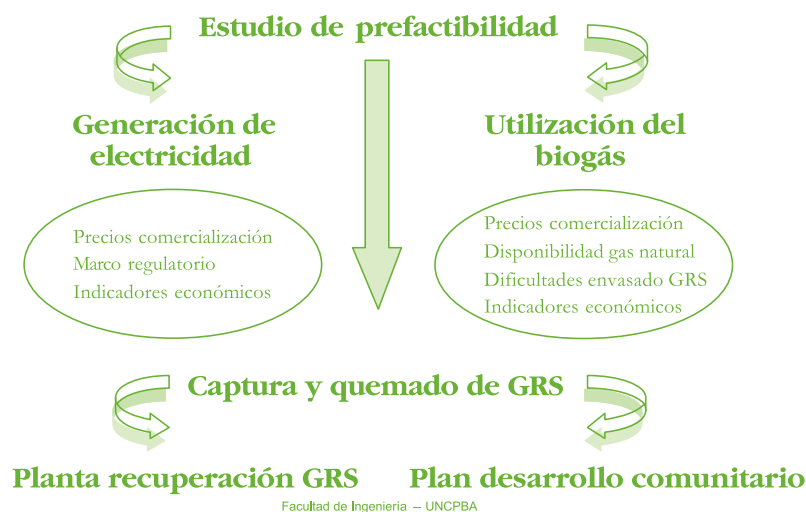 Estudio de prefactibilidad
Generación de
electricidad
Precios comercialización
Marco regulatorio
Indicadores económicos
Utilización del
biogás
Precios comercialización
Disponibilidad gas natural
Dificultades envasado GRS
Indicadores económicos
Captura y quemado de GRS
Planta recuperación GRS
Plan desarrollo comunitario
Facultad de Ingeniería – UNCPBA